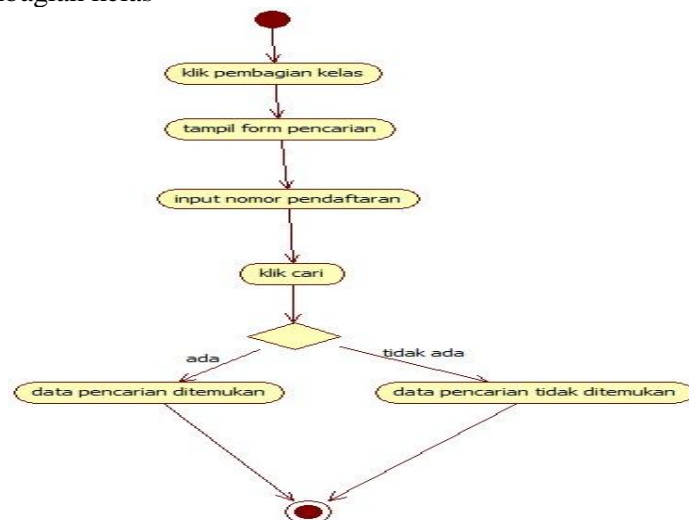 kelas
klik pembagian kelas
tampil form pencarian
input nomor pendaftaran
klik cari
ada
tidak ada
data pencarian ditemukan
data pencarian tidak ditemukan